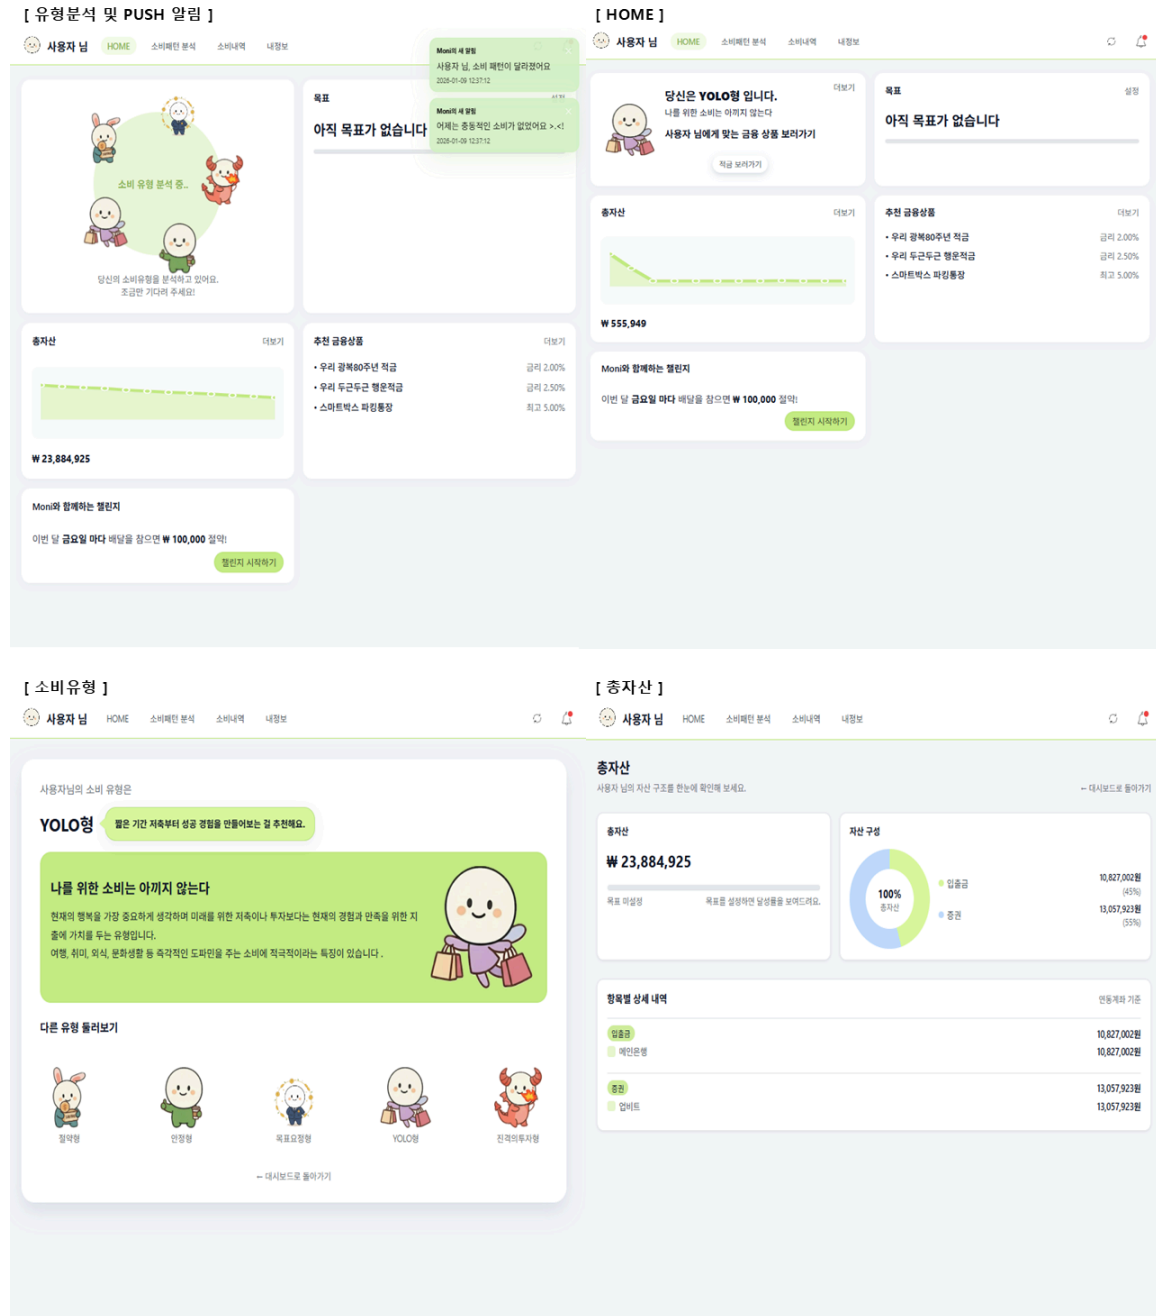 [ 유형분석 및 PUSH 알림 ]
사용자 님 HOME 소비패턴 분석 소비내역 내정보
Moni의 새 알림
사용자 님, 소비 패턴이 달라졌어요
2026-01-09 12:37:12
Moni의 새 알림
어제는 충동적인 소비가 없었어요 >.<!
2026-01-09 12:37:12
소비 유형 분석 중..
당신의 소비유형을 분석하고 있어요.
조금만 기다려 주세요!
목표 설정
아직 목표가 없습니다
총자산 더보기
₩ 23,884,925
추천 금융상품 더보기
• 우리 광복80주년 적금 금리 2.00%
• 우리 두근두근 행운적금 금리 2.50%
• 스마트박스 파킹통장 최고 5.00%
Moni와 함께하는 챌린지
이번 달 금요일 마다 배달을 참으면 ₩ 100,000 절약!
챌린지 시작하기
[ HOME ]
사용자 님 HOME 소비패턴 분석 소비내역 내정보
당신은 YOLO형 입니다. 더보기
나를 위한 소비는 아끼지 않는다
사용자 님에게 맞는 금융 상품 보러가기
적금 보러가기
목표 설정
아직 목표가 없습니다
총자산 더보기
₩ 555,949
추천 금융상품 더보기
• 우리 광복80주년 적금 금리 2.00%
• 우리 두근두근 행운적금 금리 2.50%
• 스마트박스 파킹통장 최고 5.00%
Moni와 함께하는 챌린지
이번 달 금요일 마다 배달을 참으면 ₩ 100,000 절약!
챌린지 시작하기
[ 소비유형 ]
사용자 님 HOME 소비패턴 분석 소비내역 내정보
사용자님의 소비 유형은
YOLO형 짧은 기간 저축부터 성공 경험을 만들어보는 걸 추천해요.
나를 위한 소비는 아끼지 않는다
현재의 행복을 가장 중요하게 생각하며 미래를 위한 저축이나 투자보다는 현재의 경험과 만족을 위한 지
출에 가치를 두는 유형입니다.
여행, 취미, 외식, 문화생활 등 즉각적인 도파민을 주는 소비에 적극적이라는 특징이 있습니다 .
다른 유형 둘러보기
절약형 안정형 목표요정형 YOLO형 진격의투자형
← 대시보드로 돌아가기
[ 총자산 ]
사용자 님 HOME 소비패턴 분석 소비내역 내정보
총자산
사용자 님의 자산 구조를 한눈에 확인해 보세요. ← 대시보드로 돌아가기
총자산
₩ 23,884,925
목표 미설정 목표를 설정하면 달성률을 보여드려요.
자산 구성
100%
총자산
입출금 10,827,002원
(45%)
증권 13,057,923원
(55%)
항목별 상세 내역 연동계좌 기준
입출금 10,827,002원
메인은행 10,827,002원
증권 13,057,923원
업비트 13,057,923원